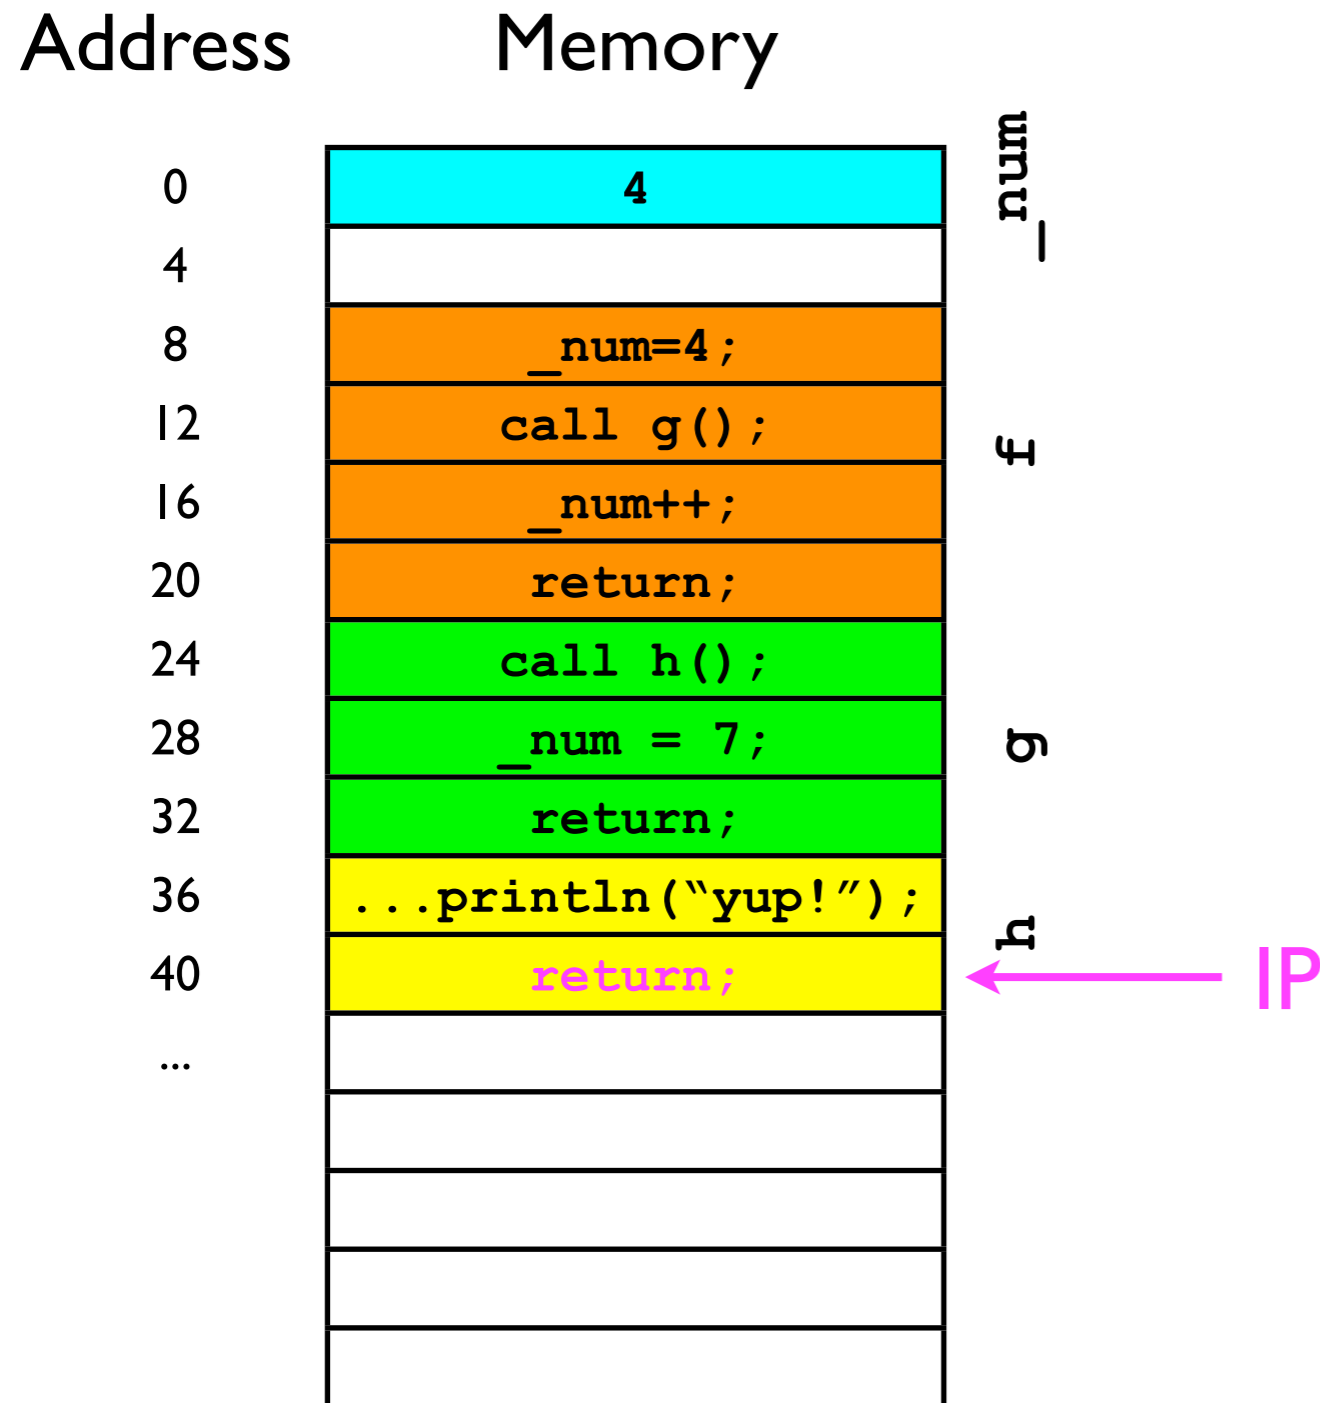 Address Memory
_num
0 4
4
8 _num=4;
12 call g();
f
16 _num++;
20 return;
24 call h();
28 _num = 7;
g
32 return;
36 ...println(“yup!”);
h
40 return; IP
...